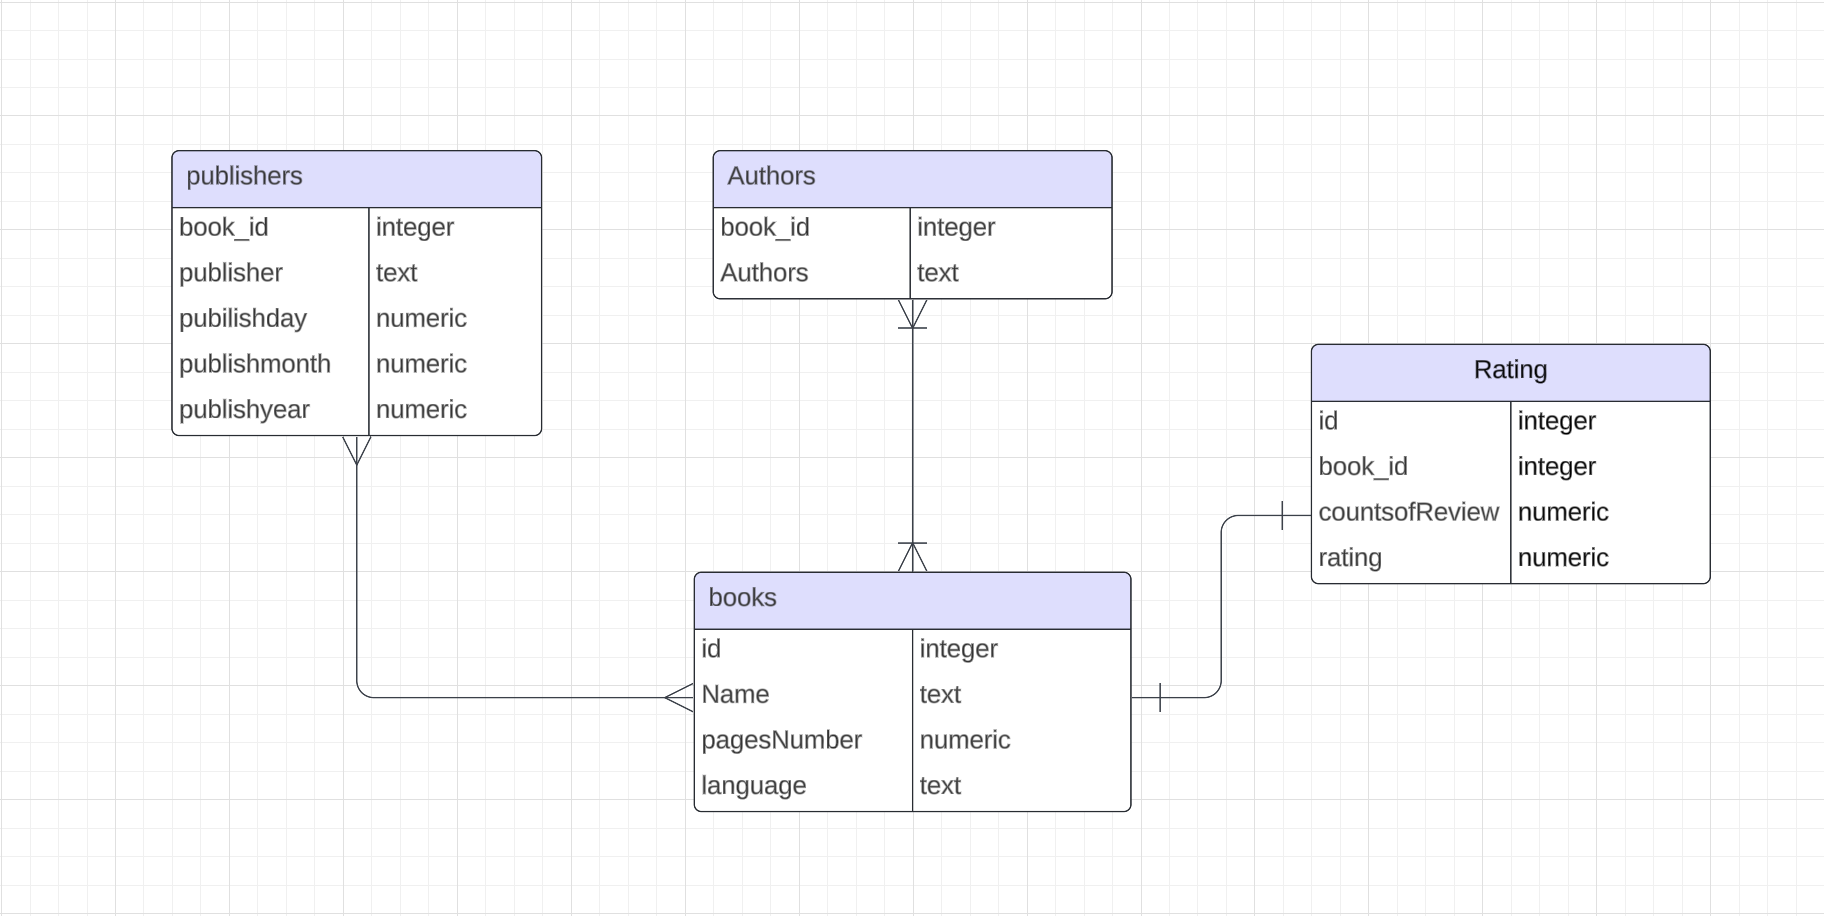 publishers
book_id integer
publisher text
pubilishday numeric
publishmonth numeric
publishyear numeric
Authors
book_id integer
Authors text
Rating
id integer
book_id integer
countsofReview numeric
rating numeric
books
id integer
Name text
pagesNumber numeric
language text